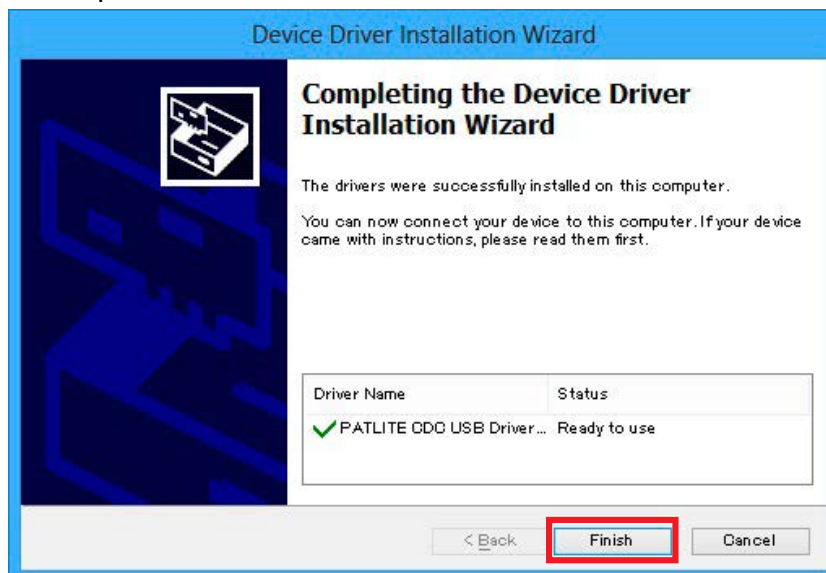 Device Driver Installation Wizard
Completing the Device Driver
Installation Wizard
The drivers were successfully installed on this computer.
You can now connect your device to this computer. If your device
came with instructions, please read them first.
Driver Name Status
PATLITE CDC USB Driver... Ready to use
< Back Finish Cancel